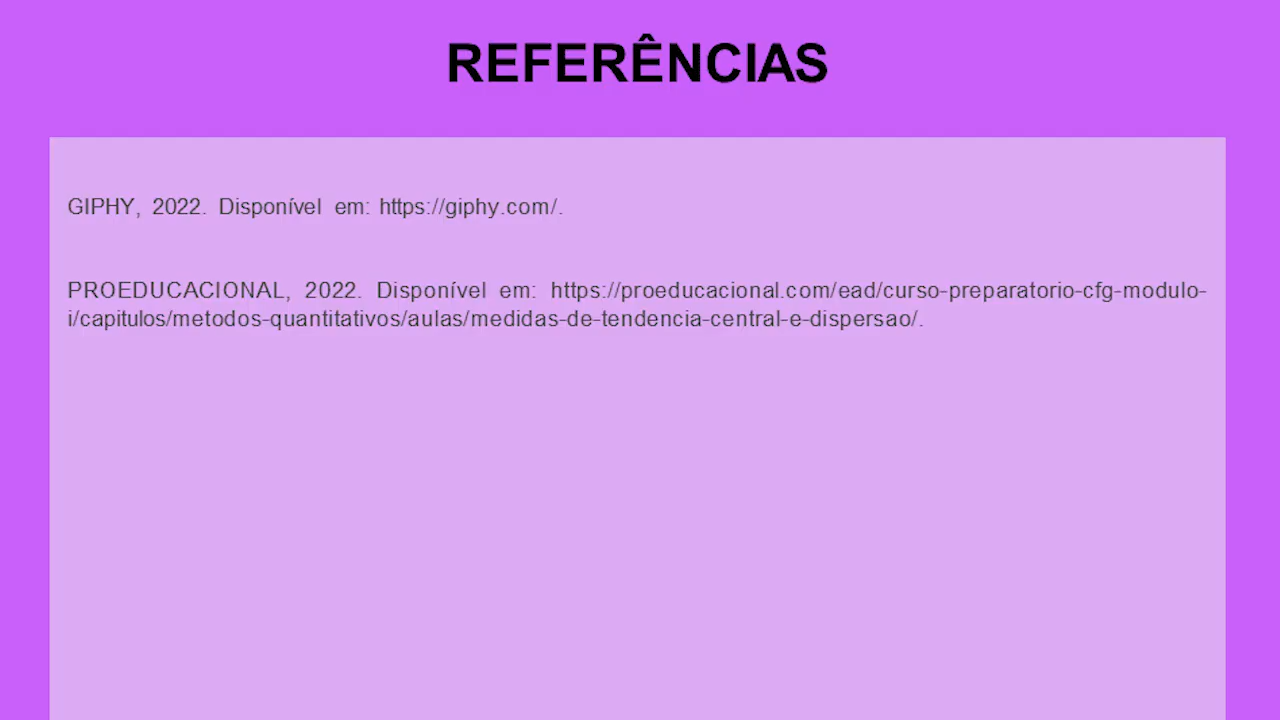 REFERÊNCIAS
GIPHY, 2022. Disponível em: https://giphy.com/.
PROEDUCACIONAL, 2022. Disponível em: https://proeducacional.com/ead/curso-preparatorio-cfg-modulo-
i/capitulos/metodos-quantitativos/aulas/medidas-de-tendencia-central-e-dispersao/.